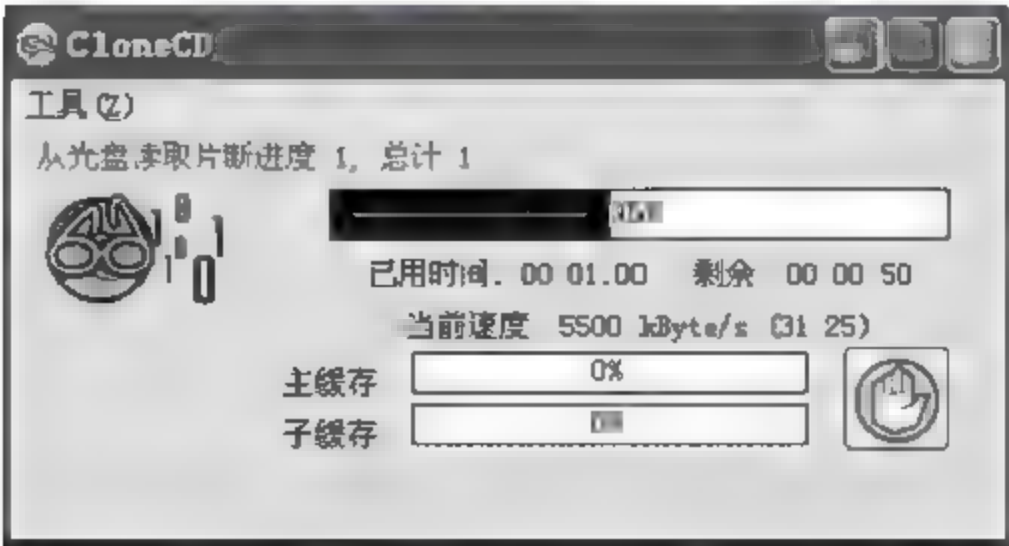 CloneCD
工具(Z)
从光盘读取片断进度 1, 总计 1
已用时间. 00 01.00 剩余 00 00 50
当前速度 5500 kByte/s (31 25)
主缓存 0%
子缓存